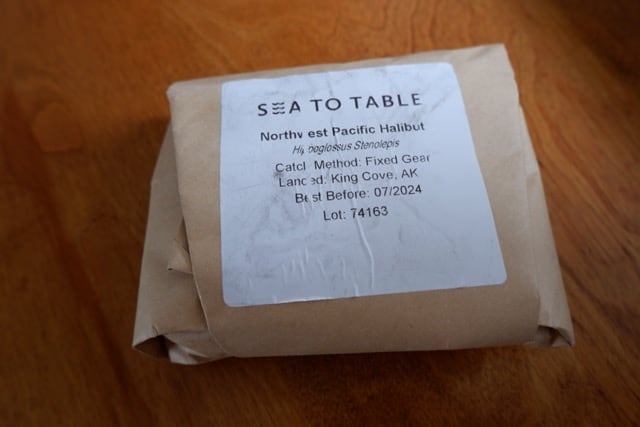 SEA TO TABLE
Northwest Pacific Halibut
Hippoglossus Stenolepis
Catch Method: Fixed Gear
Landed: King Cove, AK
Best Before: 07/2024
Lot: 74163